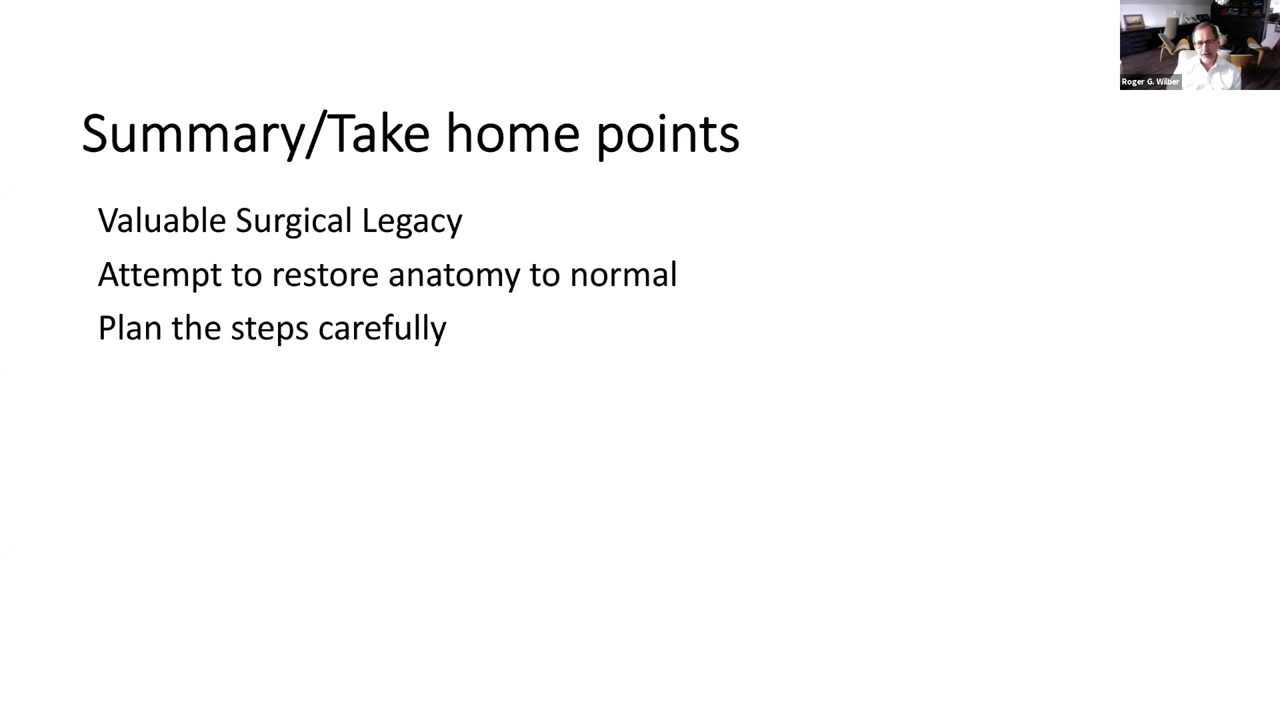 Roger G. Wilber
Summary/Take home points
Valuable Surgical Legacy
Attempt to restore anatomy to normal
Plan the steps carefully